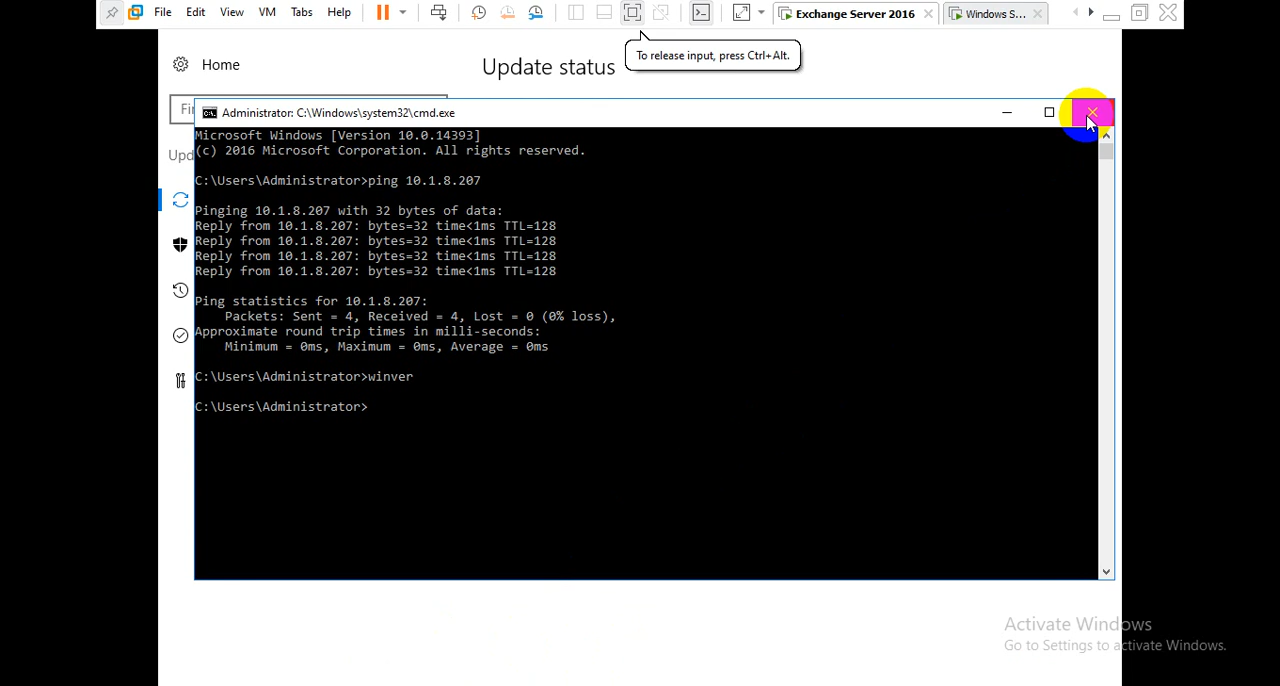 File Edit View VM Tabs Help
Exchange Server 2016
Windows S...
To release input, press Ctrl+Alt.
Home
Update status
Administrator: C:\Windows\system32\cmd.exe
Microsoft Windows [Version 10.0.14393]
(c) 2016 Microsoft Corporation. All rights reserved.
C:\Users\Administrator>ping 10.1.8.207
Pinging 10.1.8.207 with 32 bytes of data:
Reply from 10.1.8.207: bytes=32 time<1ms TTL=128
Reply from 10.1.8.207: bytes=32 time<1ms TTL=128
Reply from 10.1.8.207: bytes=32 time<1ms TTL=128
Reply from 10.1.8.207: bytes=32 time<1ms TTL=128
Ping statistics for 10.1.8.207:
Packets: Sent = 4, Received = 4, Lost = 0 (0% loss),
Approximate round trip times in milli-seconds:
Minimum = 0ms, Maximum = 0ms, Average = 0ms
C:\Users\Administrator>winver
C:\Users\Administrator>
Activate Windows
Go to Settings to activate Windows.